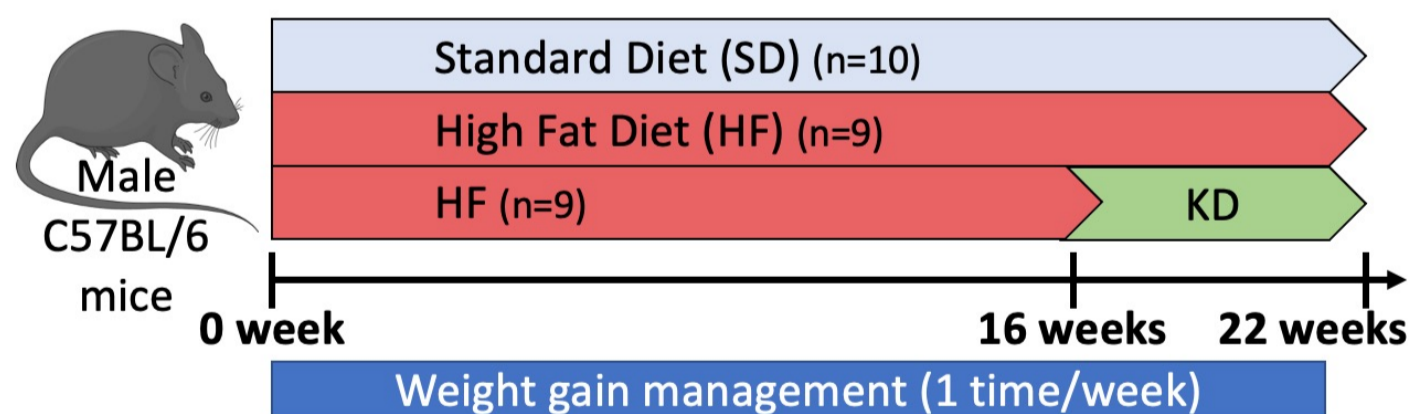 Standard Diet (SD) (n=10)
High Fat Diet (HF) (n=9)
HF (n=9)
KD
Male
C57BL/6
mice
0 week
16 weeks
22 weeks
Weight gain management (1 time/week)